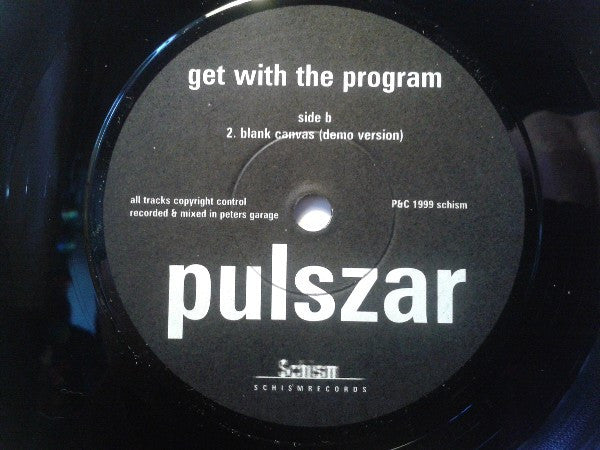 get with the program
side b
2. blank canvas (demo version)
all tracks copyright control
recorded & mixed in peters garage
P&C 1999 schism
pulszar
Schism
SCHISMRECORDS